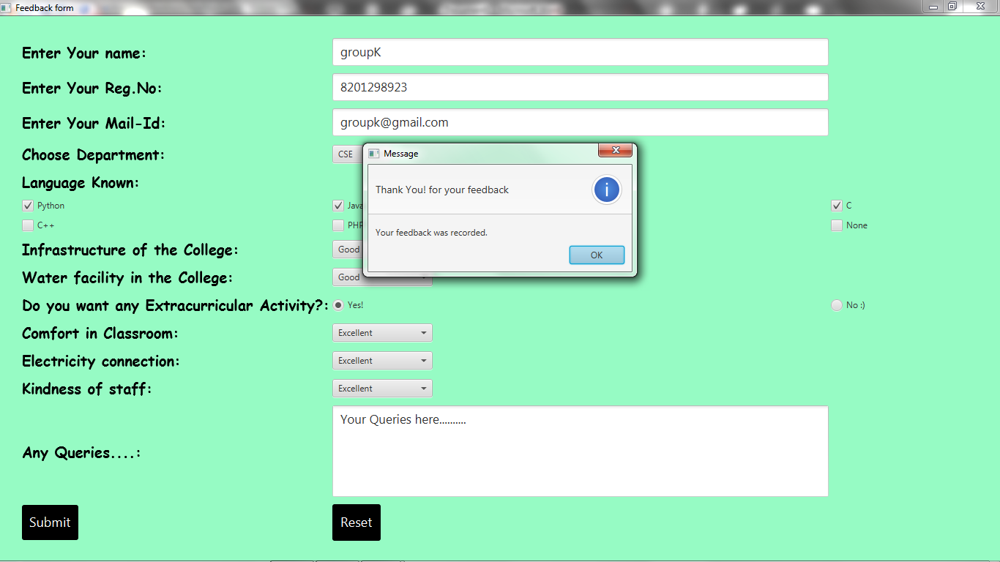 Feedback form
Enter Your name: groupK
Enter Your Reg.No: 8201298923
Enter Your Mail-Id: groupk@gmail.com
Choose Department: CSE
Message
Thank You! for your feedback
Your feedback was recorded.
OK
Language Known:
Python Java C
C++ PHP None
Infrastructure of the College: Good
Water facility in the College: Good
Do you want any Extracurricular Activity?: Yes! No :)
Comfort in Classroom: Excellent
Electricity connection: Excellent
Kindness of staff: Excellent
Any Queries....: Your Queries here..........
Submit Reset